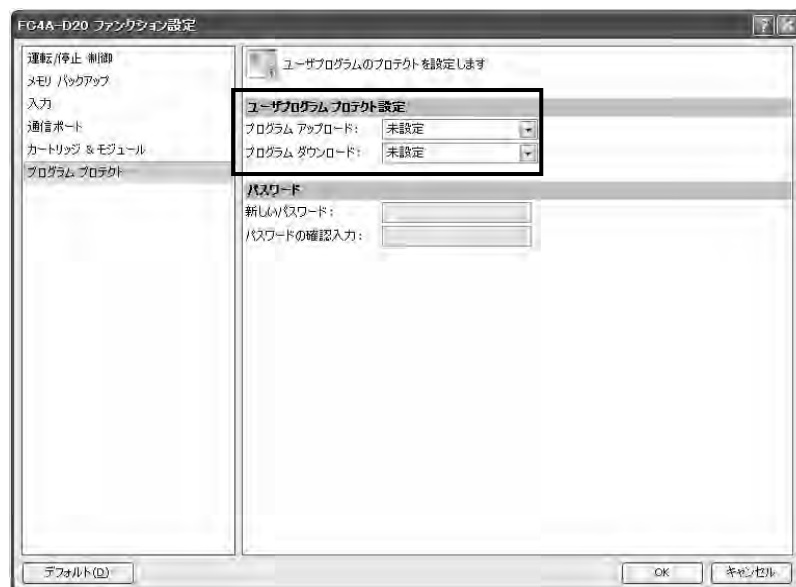 FC4A-D20 ファンクション設定
運転/停止 制御
メモリ バックアップ
入力
通信ポート
カートリッジ & モジュール
プログラム プロテクト
ユーザプログラムのプロテクトを設定します
ユーザプログラム プロテクト設定
プログラム アップロード： 未設定
プログラム ダウンロード： 未設定
パスワード
新しいパスワード：
パスワードの確認入力：
デフォルト(D)
OK
キャンセル